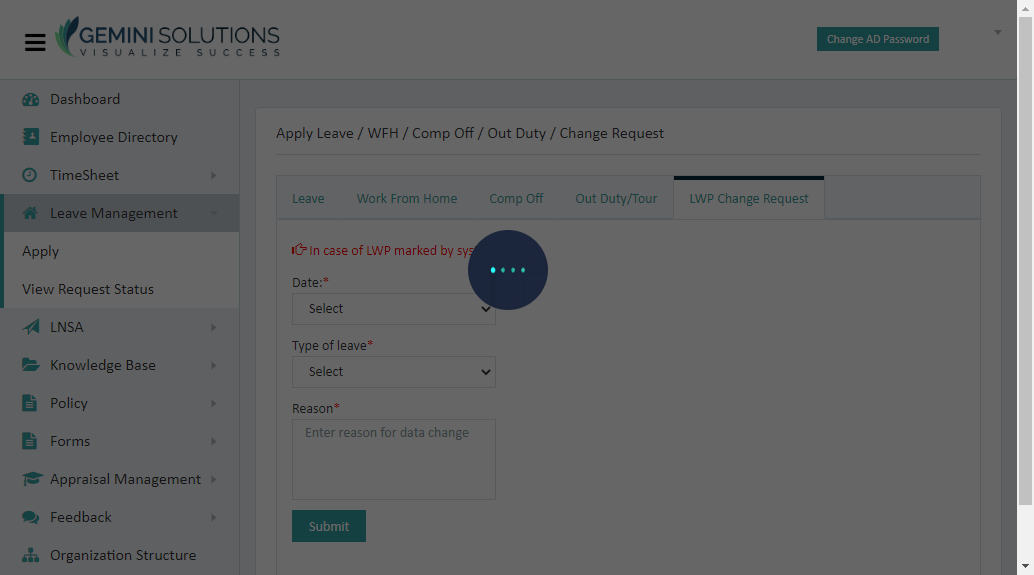 GEMINI SOLUTIONS
VISUALIZE SUCCESS
Change AD Password
Dashboard
Employee Directory
TimeSheet
Leave Management
Apply
View Request Status
LNSA
Knowledge Base
Policy
Forms
Appraisal Management
Feedback
Organization Structure
Apply Leave / WFH / Comp Off / Out Duty / Change Request
Leave Work From Home Comp Off Out Duty/Tour LWP Change Request
In case of LWP marked by sys
Date:*
Select
Type of leave*
Select
Reason*
Enter reason for data change
Submit